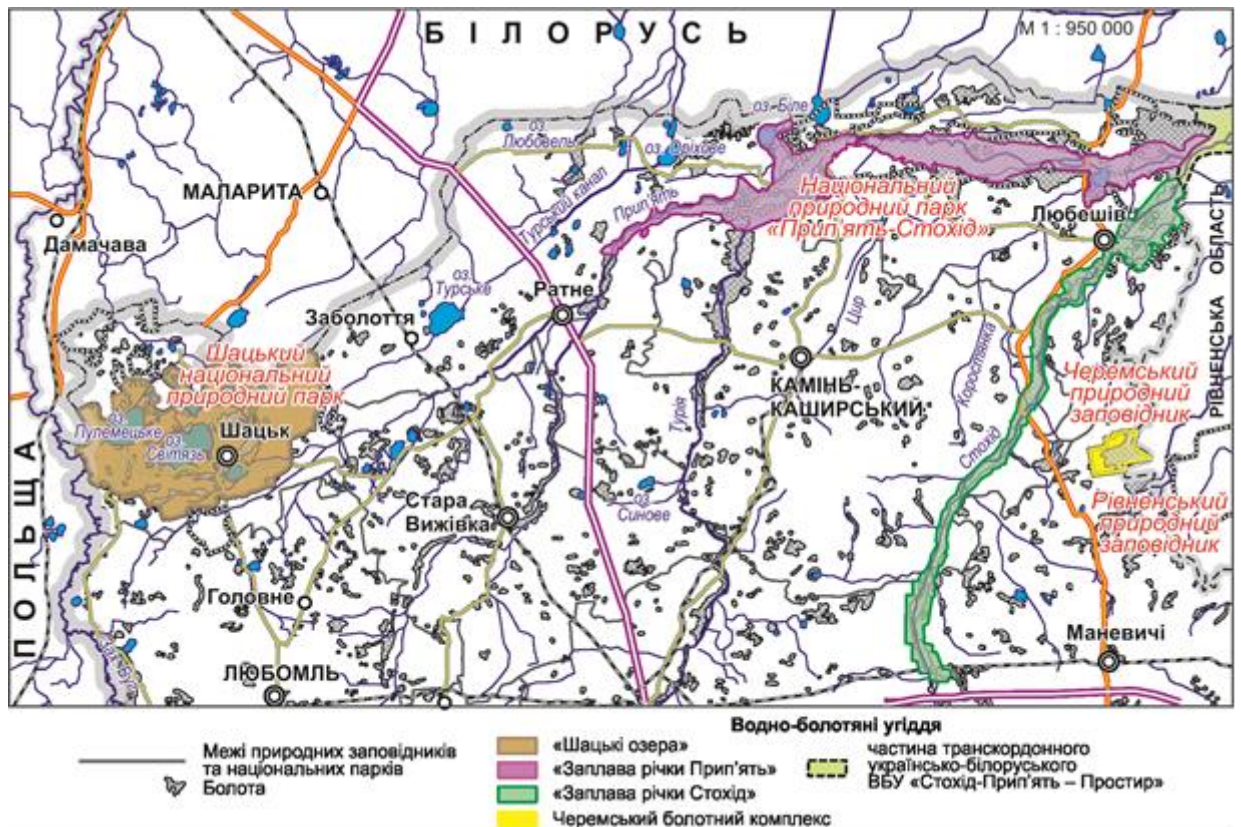 БІЛОРУСЬ
М 1 : 950 000
оз. Біле
оз.
Любовель
оз. Свіхове
МАЛАРИТА
Турський канал
Прип'ять
Національний
природний парк
«Прип'ять-Стохід»
Дамачава
Любешів
РІВНЕНСЬКА ОБЛАСТЬ
оз.
Турське
Ратне
Заболоття
Цир
Шацький
національний
природний парк
Коростянка
Черемський
природний
заповідник
КАМІНЬ-
КАШИРСЬКИЙ
оз.
Пулемецьке
оз.
Світязь
Шацьк
Турія
Стохід
ПОЛЬЩА
Стара
Вижівка
оз.
Синове
Рівненський
природний
заповідник
Головне
Маневичі
ЛЮБОМЛЬ
Водно-болотяні угіддя
Межі природних заповідників
та національних парків
Болота
«Шацькі озера»
«Заплава річки Прип'ять»
«Заплава річки Стохід»
Черемський болотний комплекс
частина транскордонного
українсько-білоруського
ВБУ «Стохід-Прип'ять – Простир»